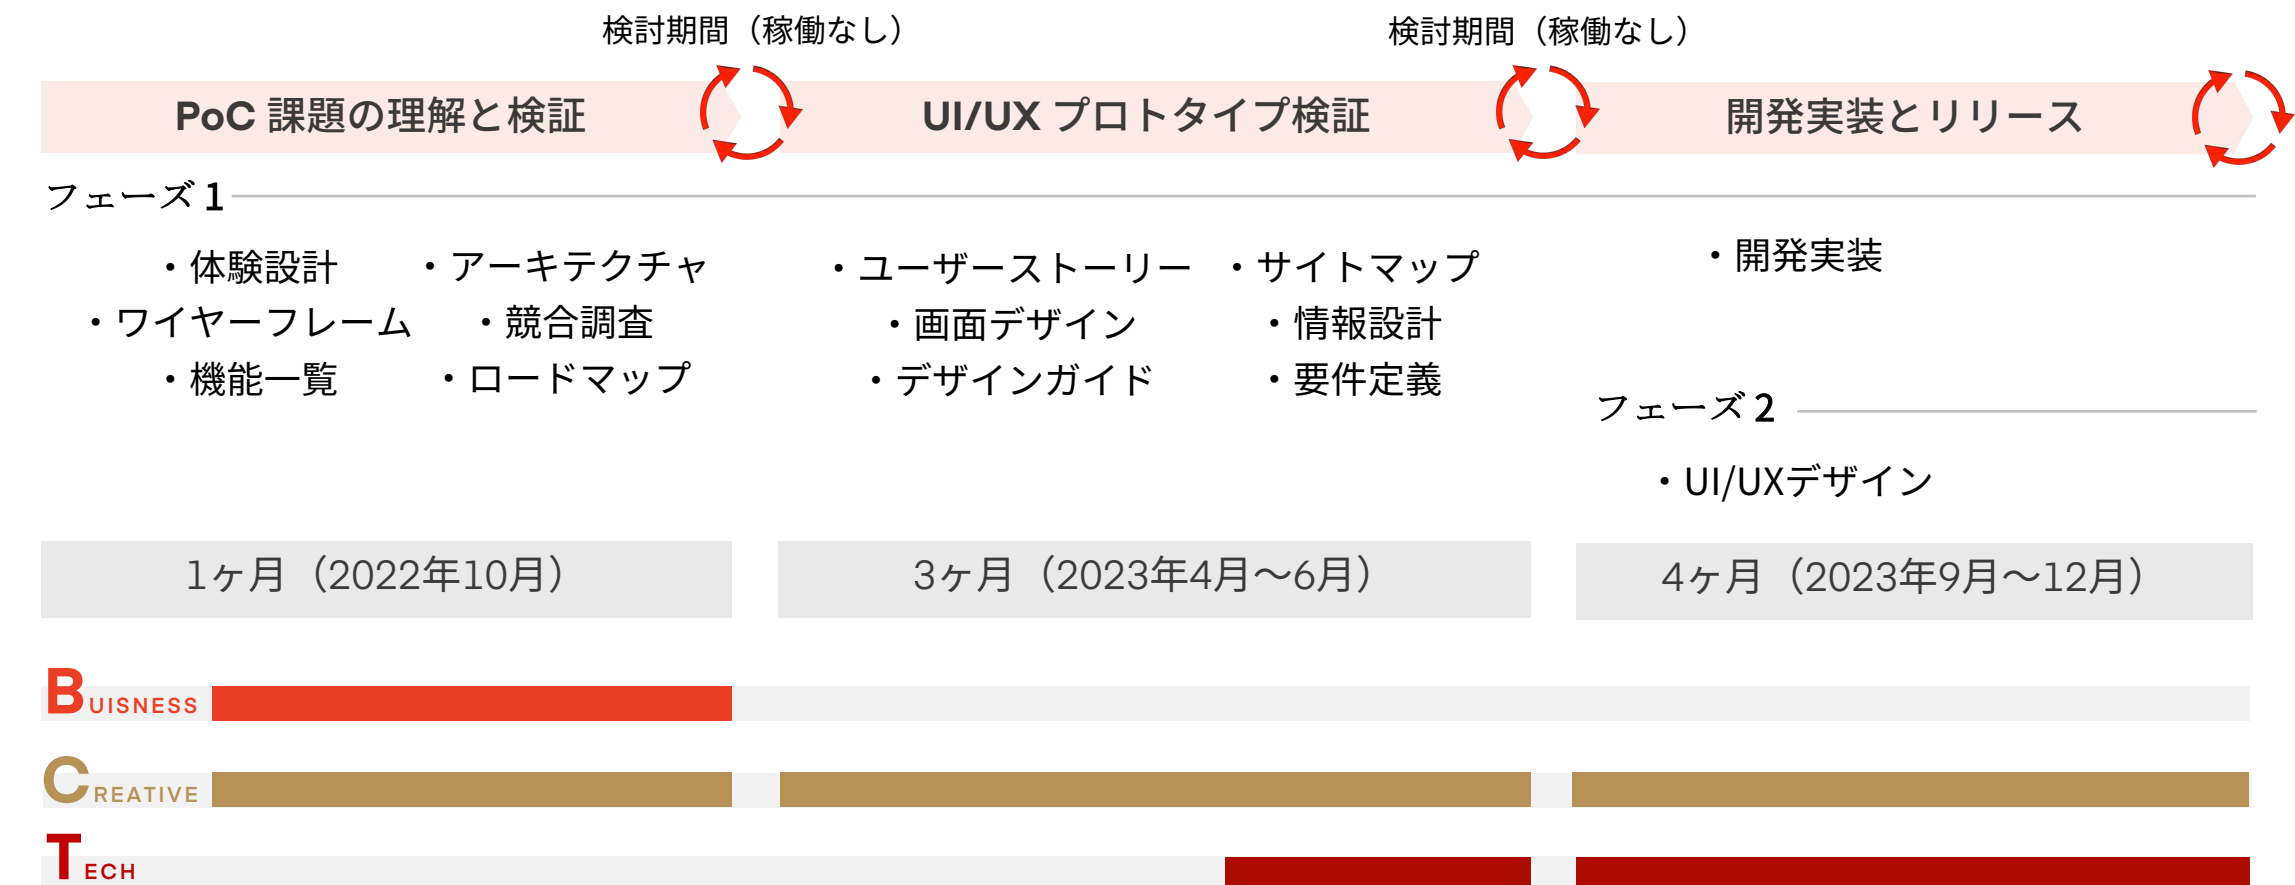 検討期間（稼働なし）
検討期間（稼働なし）
PoC 課題の理解と検証
UI/UX プロトタイプ検証
開発実装とリリース
フェーズ 1
・体験設計
・ワイヤーフレーム
・機能一覧
・アーキテクチャ
・競合調査
・ロードマップ
・ユーザーストーリー
・画面デザイン
・デザインガイド
・サイトマップ
・情報設計
・要件定義
・開発実装
フェーズ 2
・UI/UXデザイン
1ヶ月（2022年10月）
3ヶ月（2023年4月〜6月）
4ヶ月（2023年9月〜12月）
BUISNESS
CREATIVE
TECH